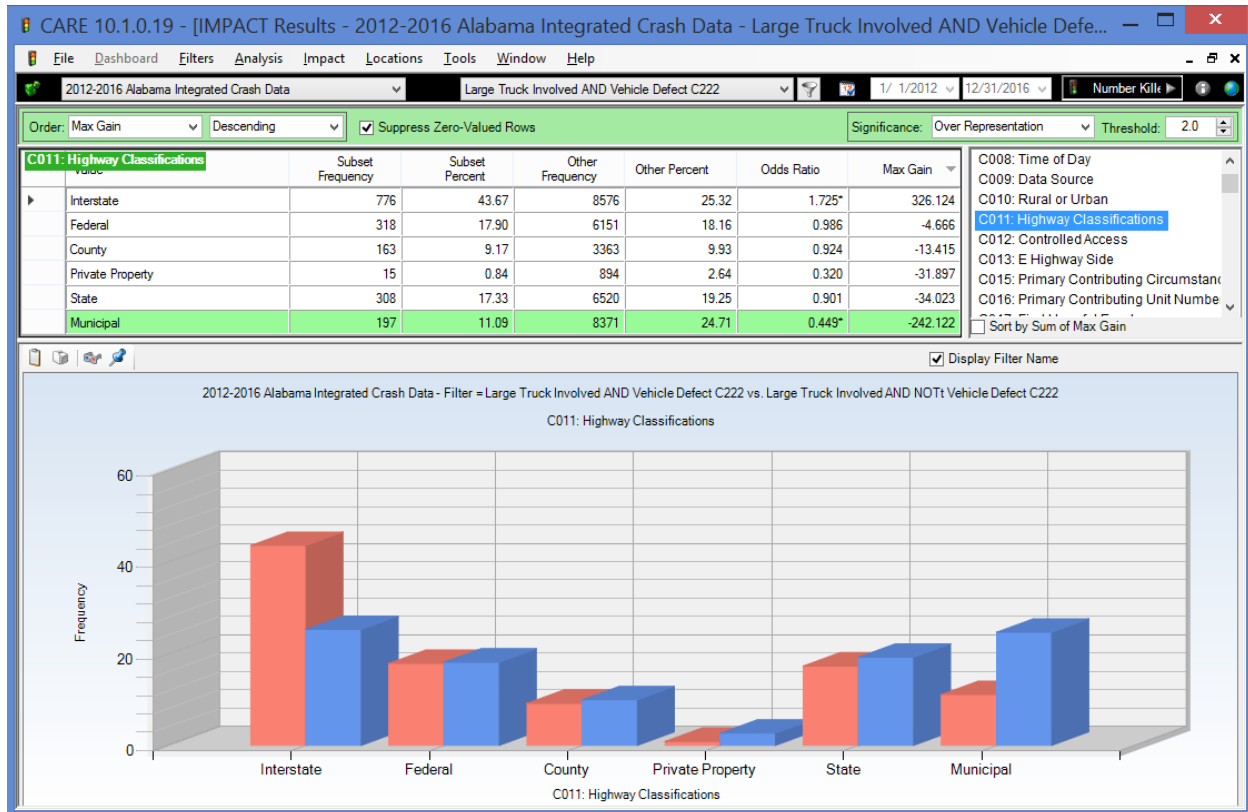 CARE 10.1.0.19 - [IMPACT Results - 2012-2016 Alabama Integrated Crash Data - Large Truck Involved AND Vehicle Defe...
File Dashboard Filters Analysis Impact Locations Tools Window Help
2012-2016 Alabama Integrated Crash Data Large Truck Involved AND Vehicle Defect C222 1/ 1/2012 12/31/2016 Number Kille
Order: Max Gain Descending Suppress Zero-Valued Rows Significance: Over Representation Threshold: 2.0
C011: Highway Classifications Subset Frequency Subset Percent Other Frequency Other Percent Odds Ratio Max Gain
Interstate 776 43.67 8576 25.32 1.725* 326.124
Federal 318 17.90 6151 18.16 0.986 -4.666
County 163 9.17 3363 9.93 0.924 -13.415
Private Property 15 0.84 894 2.64 0.320 -31.897
State 308 17.33 6520 19.25 0.901 -34.023
Municipal 197 11.09 8371 24.71 0.449* -242.122
C008: Time of Day
C009: Data Source
C010: Rural or Urban
C011: Highway Classifications
C012: Controlled Access
C013: E Highway Side
C015: Primary Contributing Circumstanc
C016: Primary Contributing Unit Number
Sort by Sum of Max Gain
Display Filter Name
2012-2016 Alabama Integrated Crash Data - Filter = Large Truck Involved AND Vehicle Defect C222 vs. Large Truck Involved AND NOTt Vehicle Defect C222
C011: Highway Classifications
60
40
20
0
Frequency
Interstate Federal County Private Property State Municipal
C011: Highway Classifications